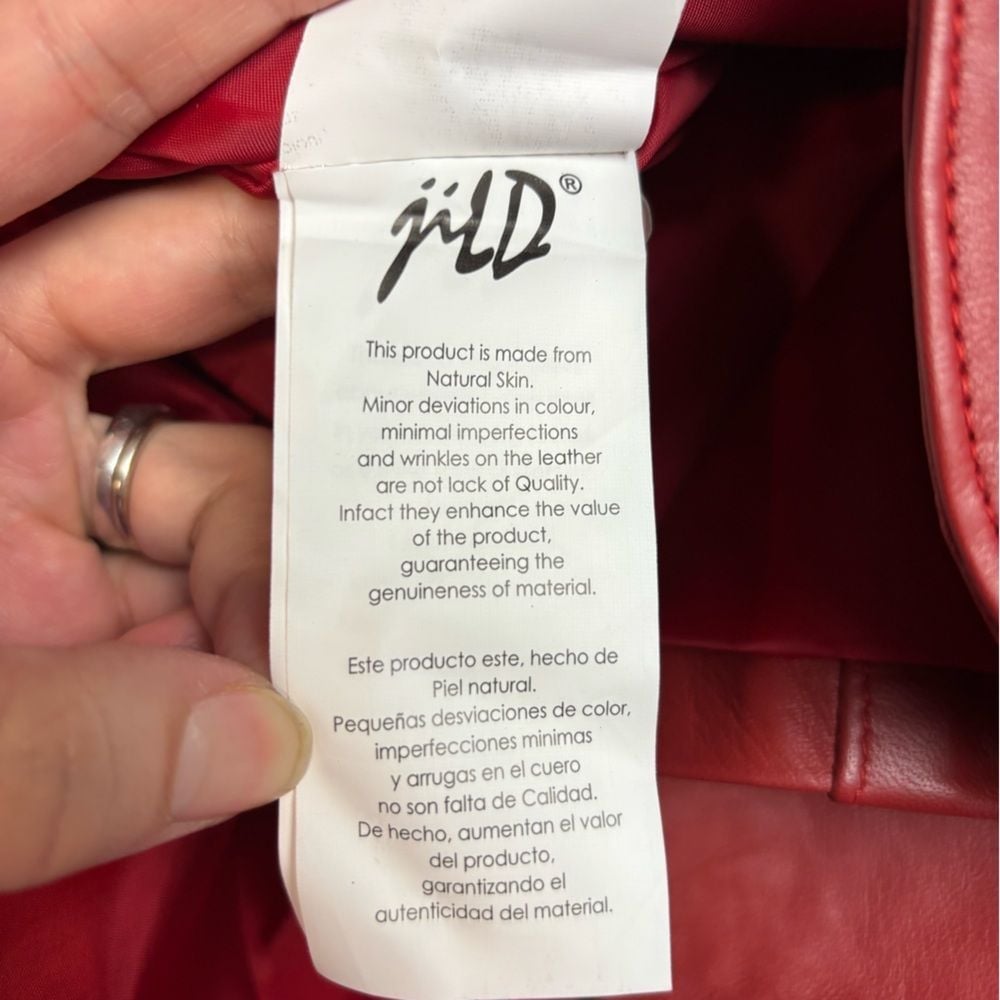 jilD®
This product is made from
Natural Skin.
Minor deviations in colour,
minimal imperfections
and wrinkles on the leather
are not lack of Quality.
Infact they enhance the value
of the product,
guaranteeing the
genuineness of material.
Este producto este, hecho de
Piel natural.
Pequeñas desviaciones de color,
imperfecciones minimas
y arrugas en el cuero
no son falta de Calidad.
De hecho, aumentan el valor
del producto,
garantizando el
autenticidad del material.